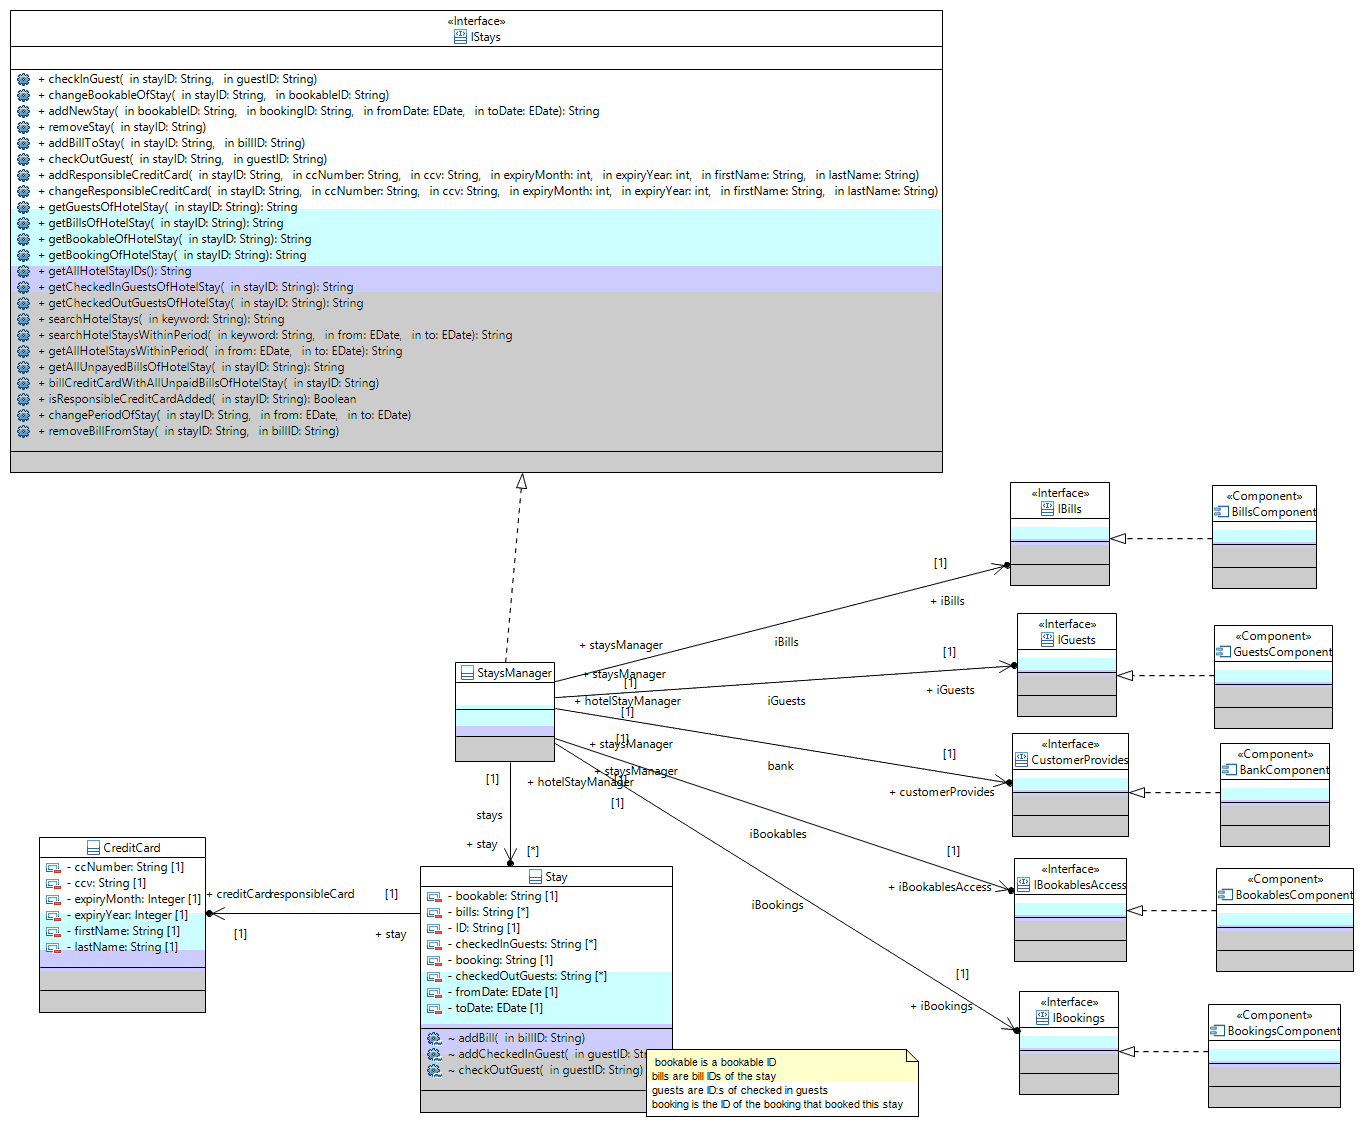 «Interface»
IStays
+ checkInGuest( in stayID: String, in guestID: String)
+ changeBookableOfStay( in stayID: String, in bookableID: String)
+ addNewStay( in bookableID: String, in bookingID: String, in fromDate: EDate, in toDate: EDate): String
+ removeStay( in stayID: String)
+ addBillToStay( in stayID: String, in billID: String)
+ checkOutGuest( in stayID: String, in guestID: String)
+ addResponsibleCreditCard( in stayID: String, in ccNumber: String, in ccv: String, in expiryMonth: int, in expiryYear: int, in firstName: String, in lastName: String)
+ changeResponsibleCreditCard( in stayID: String, in ccNumber: String, in ccv: String, in expiryMonth: int, in expiryYear: int, in firstName: String, in lastName: String)
+ getGuestsOfHotelStay( in stayID: String): String
+ getBillsOfHotelStay( in stayID: String): String
+ getBookableOfHotelStay( in stayID: String): String
+ getBookingOfHotelStay( in stayID: String): String
+ getAllHotelStayIDs(): String
+ getCheckedInGuestsOfHotelStay( in stayID: String): String
+ getCheckedOutGuestsOfHotelStay( in stayID: String): String
+ searchHotelStays( in keyword: String): String
+ searchHotelStaysWithinPeriod( in keyword: String, in from: EDate, in to: EDate): String
+ getAllHotelStaysWithinPeriod( in from: EDate, in to: EDate): String
+ getAllUnpayedBillsOfHotelStay( in stayID: String): String
+ billCreditCardWithAllUnpaidBillsOfHotelStay( in stayID: String)
+ isResponsibleCreditCardAdded( in stayID: String): Boolean
+ changePeriodOfStay( in stayID: String, in from: EDate, in to: EDate)
+ removeBillFromStay( in stayID: String, in billID: String)
«Interface»
IBills
«Component»
BillsComponent
[1]
+ iBills
iBills
+ staysManager
[1]
«Interface»
IGuests
«Component»
GuestsComponent
[1]
+ iGuests
iGuests
+ staysManager
[1]
StaysManager
«Interface»
CustomerProvides
«Component»
BankComponent
[1]
+ customerProvides
bank
+ hotelStayManager
[1]
«Interface»
IBookablesAccess
«Component»
BookablesComponent
[1]
+ iBookablesAccess
iBookables
+ staysManager
[1]
«Interface»
IBookings
«Component»
BookingsComponent
[1]
+ iBookings
iBookings
+ staysManager
[1]
[1]
+ hotelStayManager
stays
+ stay
[*]
CreditCard
- ccNumber: String [1]
- ccv: String [1]
- expiryMonth: Integer [1]
- expiryYear: Integer [1]
- firstName: String [1]
- lastName: String [1]
+ creditCard
responsibleCard
[1]
[1]
+ stay
Stay
- bookable: String [1]
- bills: String [*]
- ID: String [1]
- checkedInGuests: String [*]
- booking: String [1]
- checkedOutGuests: String [*]
- fromDate: EDate [1]
- toDate: EDate [1]
~ addBill( in billID: String)
~ addCheckedInGuest( in guestID: Str
~ checkOutGuest( in guestID: String)
bookable is a bookable ID
bills are bill IDs of the stay
guests are ID:s of checked in guests
booking is the ID of the booking that booked this stay